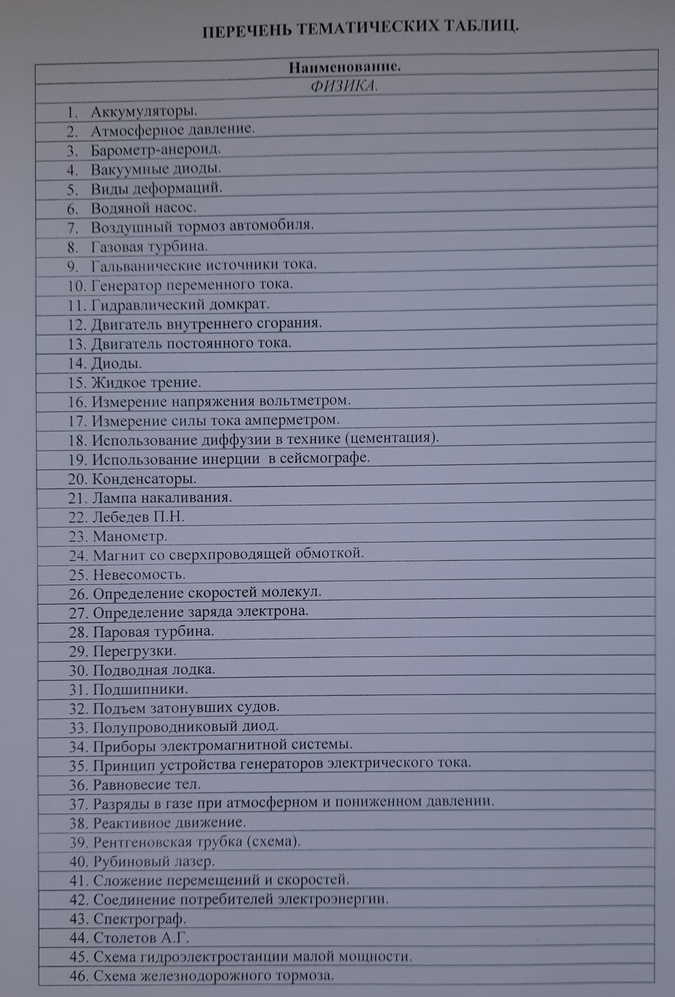 ПЕРЕЧЕНЬ ТЕМАТИЧЕСКИХ ТАБЛИЦ.
Наименование.
ФИЗИКА.
1. Аккумуляторы.
2. Атмосферное давление.
3. Барометр-анероид.
4. Вакуумные диоды.
5. Виды деформаций.
6. Водяной насос.
7. Воздушный тормоз автомобиля.
8. Газовая турбина.
9. Гальванические источники тока.
10. Генератор переменного тока.
11. Гидравлический домкрат.
12. Двигатель внутреннего сгорания.
13. Двигатель постоянного тока.
14. Диоды.
15. Жидкое трение.
16. Измерение напряжения вольтметром.
17. Измерение силы тока амперметром.
18. Использование диффузии в технике (цементация).
19. Использование инерции в сейсмографе.
20. Конденсаторы.
21. Лампа накаливания.
22. Лебедев П.Н.
23. Манометр.
24. Магнит со сверхпроводящей обмоткой.
25. Невесомость.
26. Определение скоростей молекул.
27. Определение заряда электрона.
28. Паровая турбина.
29. Перегрузки.
30. Подводная лодка.
31. Подшипники.
32. Подъем затонувших судов.
33. Полупроводниковый диод.
34. Приборы электромагнитной системы.
35. Принцип устройства генераторов электрического тока.
36. Равновесие тел.
37. Разряды в газе при атмосферном и пониженном давлении.
38. Реактивное движение.
39. Рентгеновская трубка (схема).
40. Рубиновый лазер.
41. Сложение перемещений и скоростей.
42. Соединение потребителей электроэнергии.
43. Спектрограф.
44. Столетов А.Г.
45. Схема гидроэлектростанции малой мощности.
46. Схема железнодорожного тормоза.